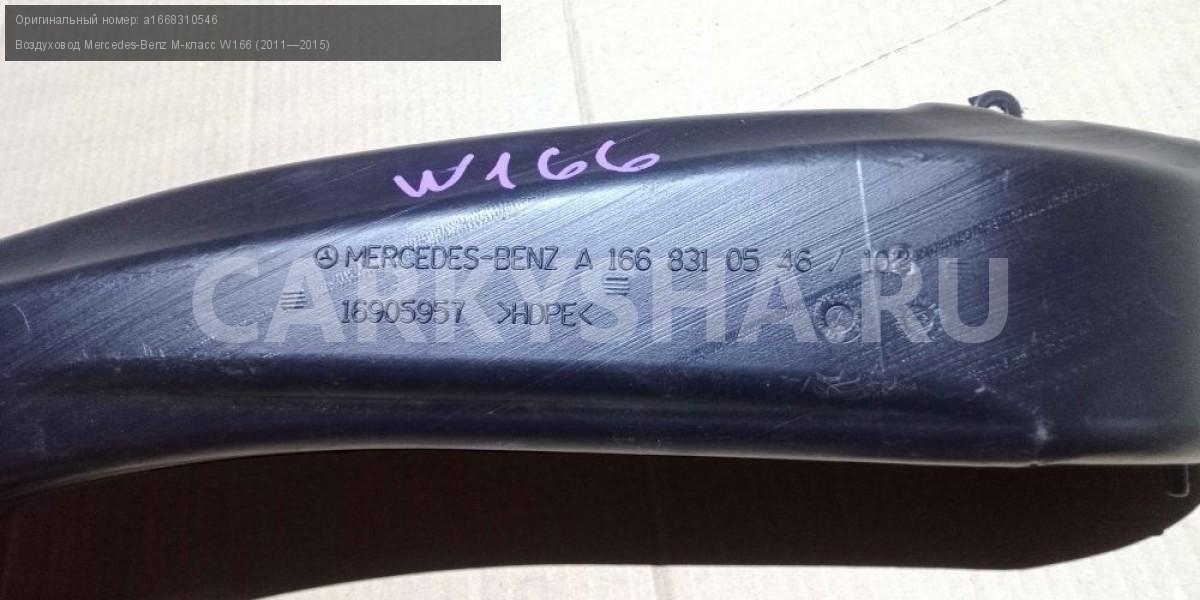 Оригинальный номер: a1668310546
Воздуховод Mercedes-Benz M-класс W166 (2011—2015)
W166
MERCEDES-BENZ A 166 831 05 46 / 102
16905957 >HDPE<
CARKYSHA.RU